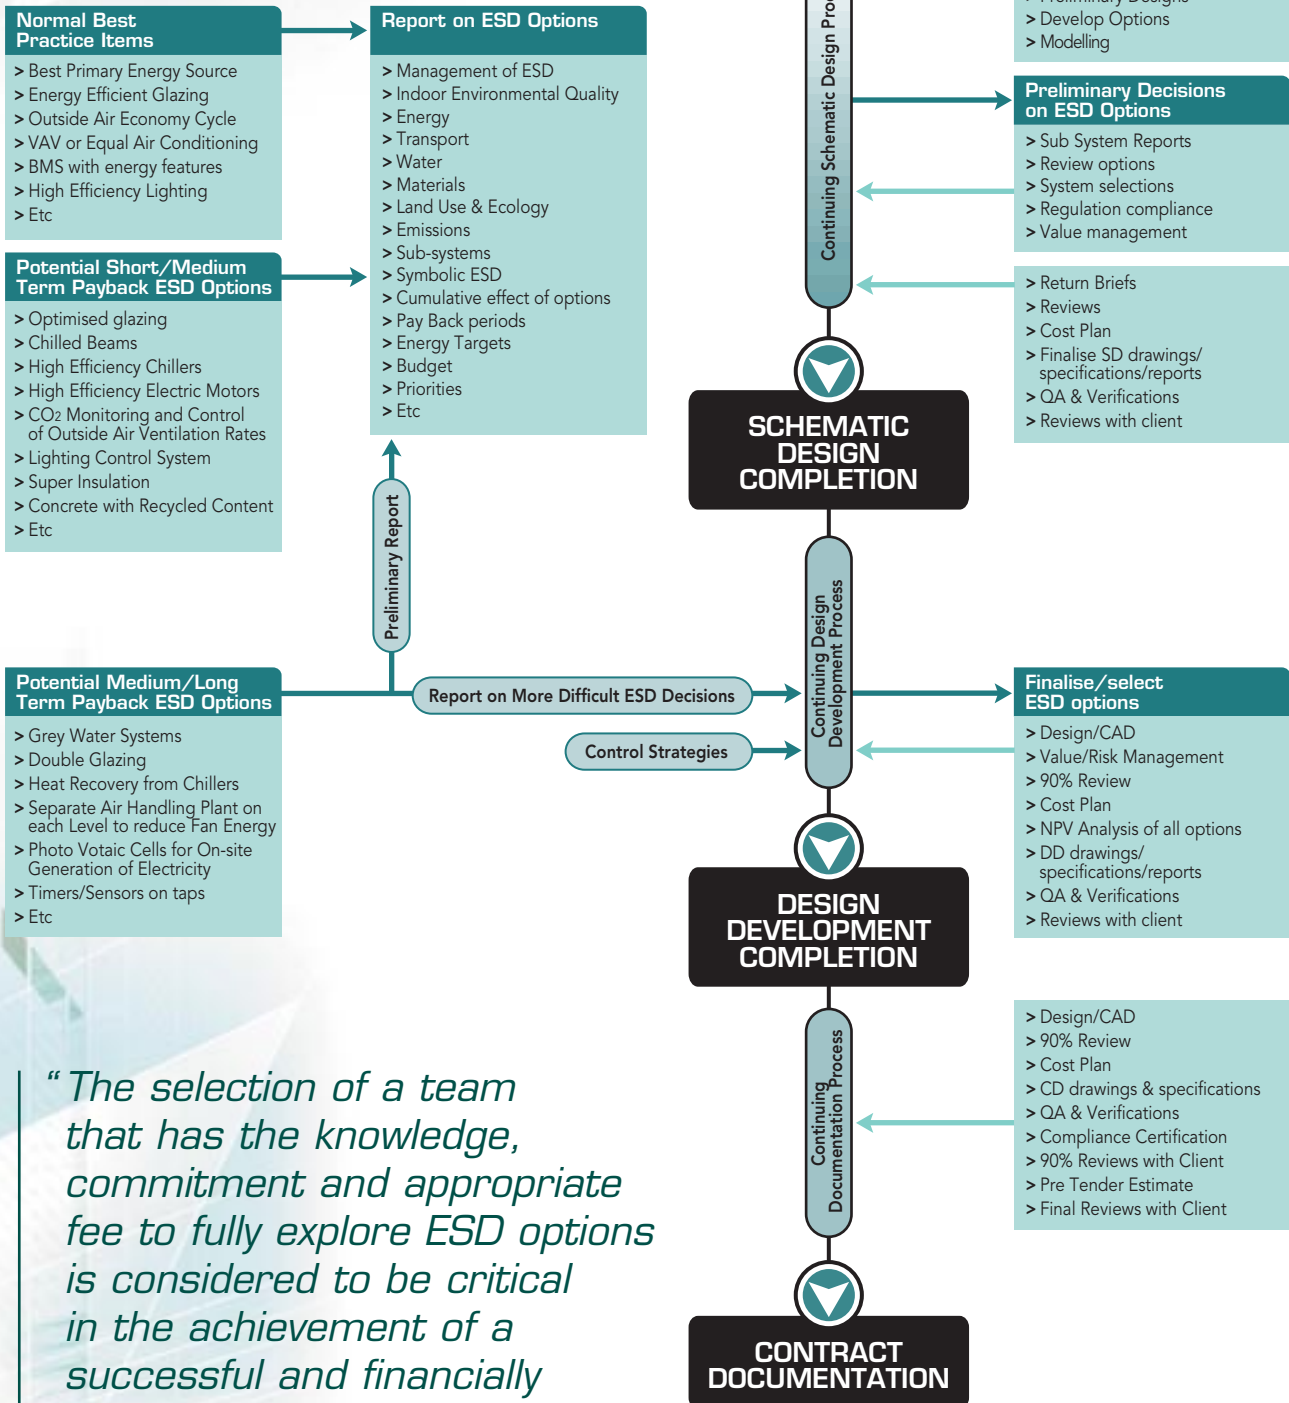 Normal Best
Practice Items
> Best Primary Energy Source
> Energy Efficient Glazing
> Outside Air Economy Cycle
> VAV or Equal Air Conditioning
> BMS with energy features
> High Efficiency Lighting
> Etc
Potential Short/Medium
Term Payback ESD Options
> Optimised glazing
> Chilled Beams
> High Efficiency Chillers
> High Efficiency Electric Motors
> CO2 Monitoring and Control
of Outside Air Ventilation Rates
> Lighting Control System
> Super Insulation
> Concrete with Recycled Content
> Etc
Potential Medium/Long
Term Payback ESD Options
> Grey Water Systems
> Double Glazing
> Heat Recovery from Chillers
> Separate Air Handling Plant on
each Level to reduce Fan Energy
> Photo Votaic Cells for On-site
Generation of Electricity
> Timers/Sensors on taps
> Etc
Report on ESD Options
> Management of ESD
> Indoor Environmental Quality
> Energy
> Transport
> Water
> Materials
> Land Use & Ecology
> Emissions
> Sub-systems
> Symbolic ESD
> Cumulative effect of options
> Pay Back periods
> Energy Targets
> Budget
> Priorities
> Etc
Preliminary Report
Report on More Difficult ESD Decisions
Control Strategies
Continuing Schematic Design
SCHEMATIC
DESIGN
COMPLETION
Continuing Design
Development Process
DESIGN
DEVELOPMENT
COMPLETION
Continuing
Documentation Process
CONTRACT
DOCUMENTATION
> Preliminary Designs
> Develop Options
> Modelling
Preliminary Decisions
on ESD Options
> Sub System Reports
> Review options
> System selections
> Regulation compliance
> Value management
> Return Briefs
> Reviews
> Cost Plan
> Finalise SD drawings/
specifications/reports
> QA & Verifications
> Reviews with client
Finalise/select
ESD options
> Design/CAD
> Value/Risk Management
> 90% Review
> Cost Plan
> NPV Analysis of all options
> DD drawings/
specifications/reports
> QA & Verifications
> Reviews with client
> Design/CAD
> 90% Review
> Cost Plan
> CD drawings & specifications
> QA & Verifications
> Compliance Certification
> 90% Reviews with Client
> Pre Tender Estimate
> Final Reviews with Client
“ The selection of a team
that has the knowledge,
commitment and appropriate
fee to fully explore ESD options
is considered to be critical
in the achievement of a
successful and financially